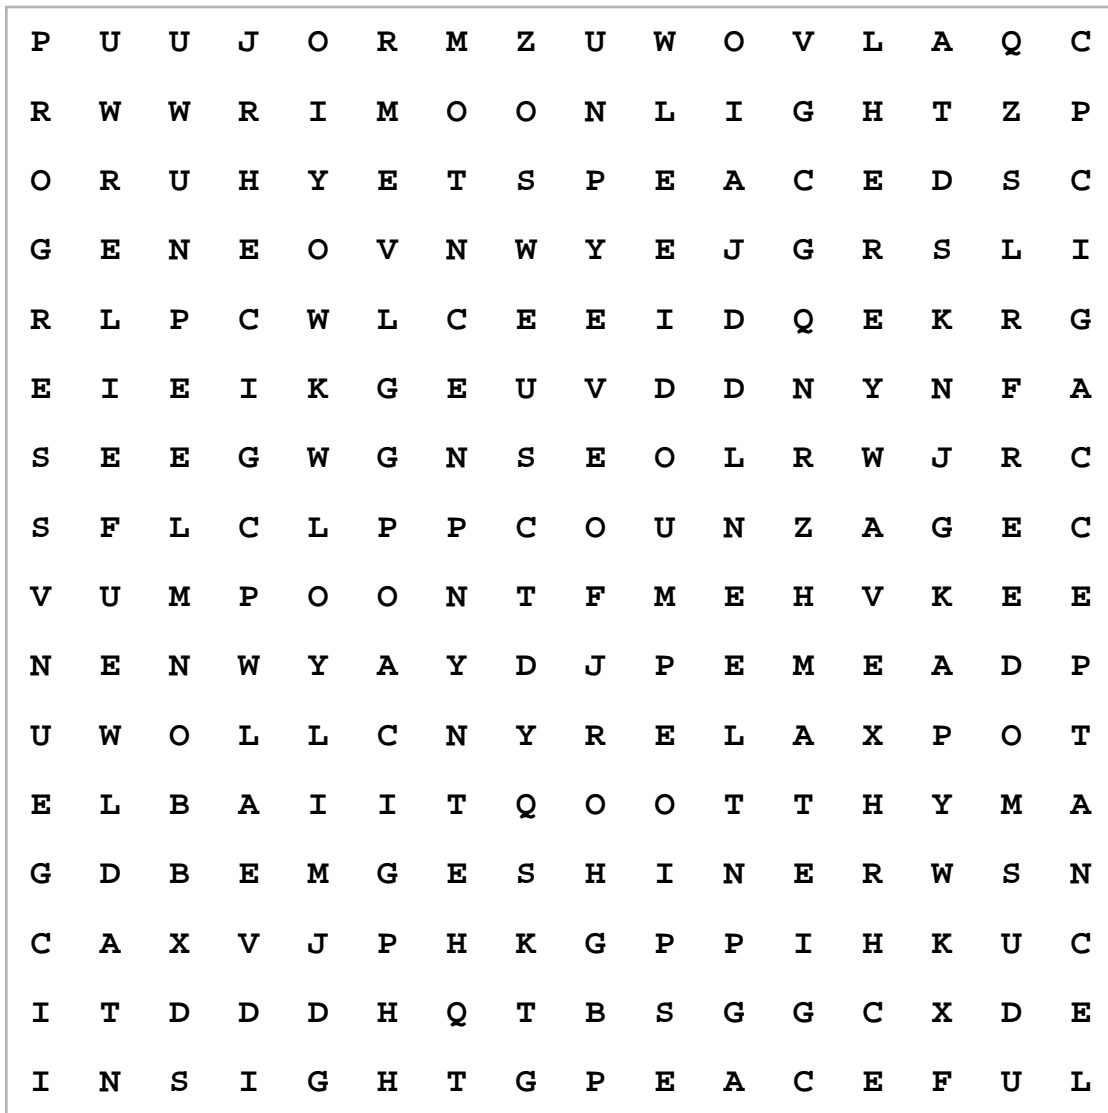 P U U J O R M Z U W O V L A Q C
R W W R I M O O N L I G H T Z P
O R U H Y E T S P E A C E D S C
G E N E O V N W Y E J G R S L I
R L P C W L C E E I D Q E K R G
E I E I K G E U V D D N Y N F A
S E E G W G N S E O L R W J R C
S F L C L P P C O U N Z A G E C
V U M P O O N T F M E H V K E E
N E N W Y A Y D J P E M E A D P
U W O L L C N Y R E L A X P O T
E L B A I I T Q O O T T H Y M A
G D B E M G E S H I N E R W S N
C A X V J P H K G P P I H K U C
I T D D D H Q T B S G G C X D E
I N S I G H T G P E A C E F U L